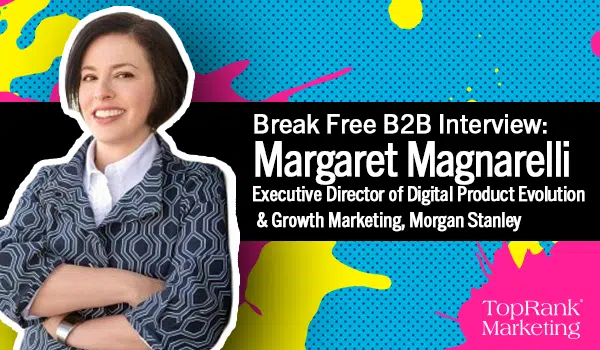 Break Free B2B Interview:
Margaret Magnarelli
Executive Director of Digital Product Evolution
& Growth Marketing, Morgan Stanley
TopRank®
Marketing